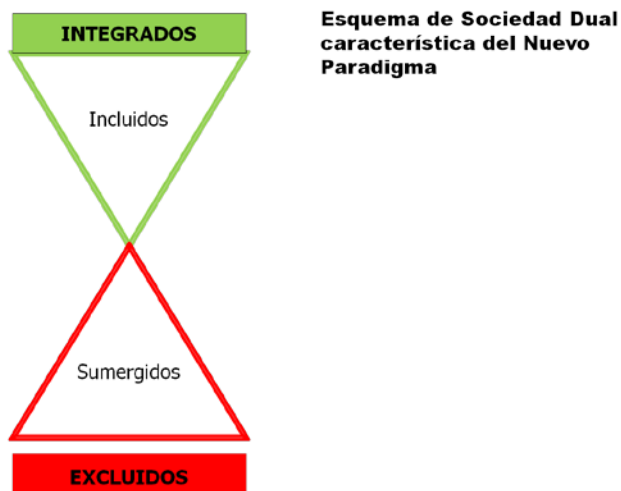 INTEGRADOS
Incluidos
Sumergidos
EXCLUIDOS
Esquema de Sociedad Dual
característica del Nuevo
Paradigma